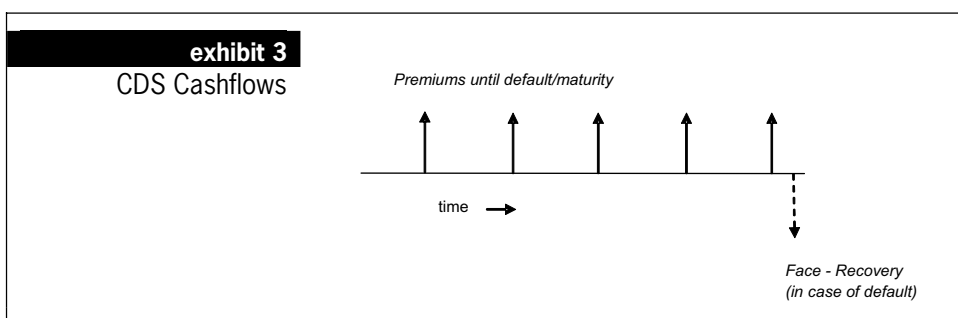 exhibit 3
CDS Cashflows
Premiums until default/maturity
time
Face - Recovery
(in case of default)